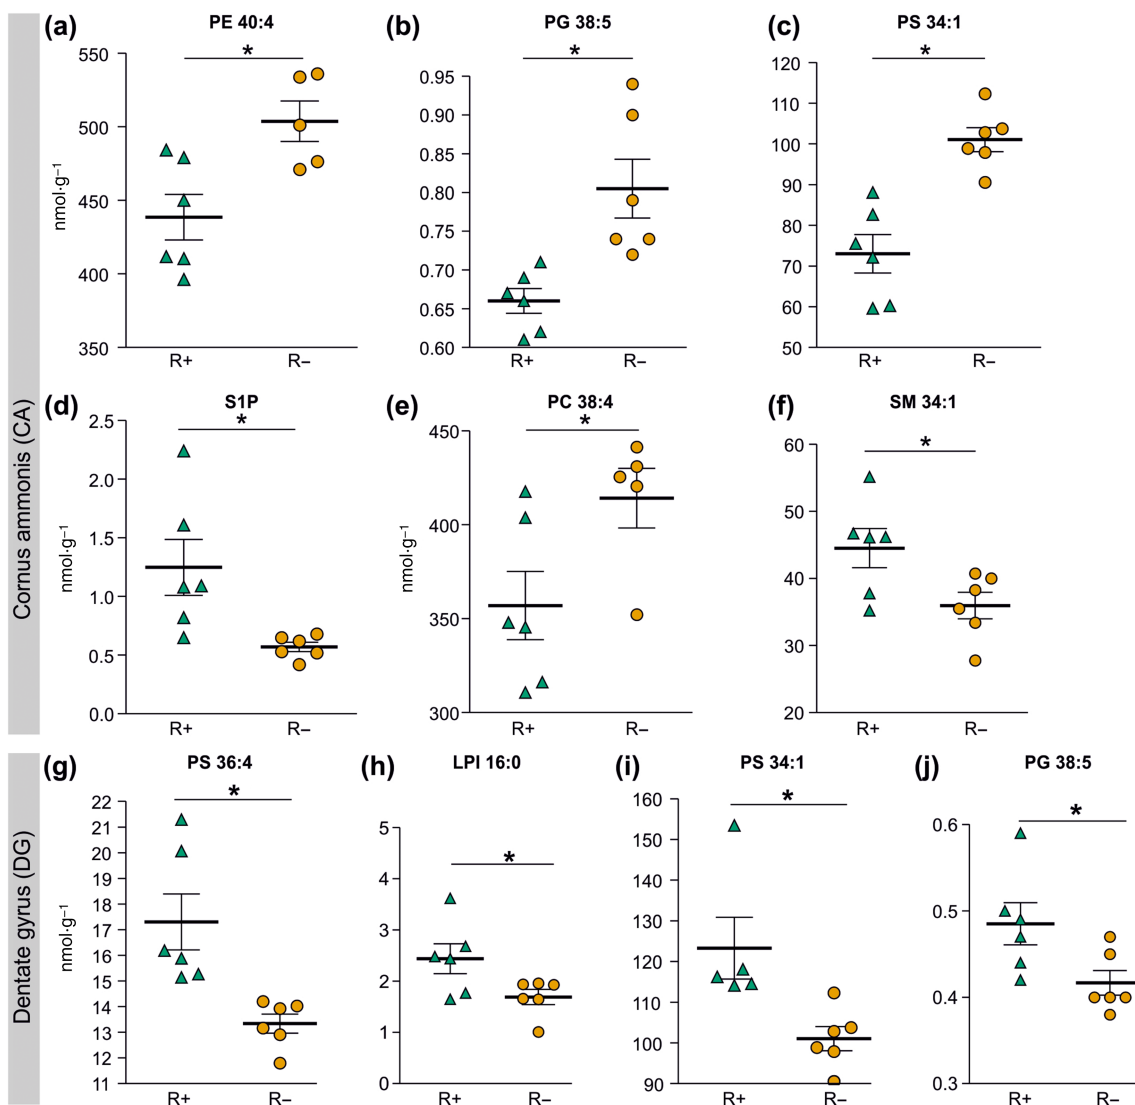 Cornus ammonis (CA)
(a) PE 40:4
*
nmol·g⁻¹
550
500
450
400
350
R+ R−
(b) PG 38:5
*
0.95
0.90
0.85
0.80
0.75
0.70
0.65
0.60
R+ R−
(c) PS 34:1
*
120
110
100
90
80
70
60
50
R+ R−
(d) S1P
*
nmol·g⁻¹
2.5
2.0
1.5
1.0
0.5
0.0
R+ R−
(e) PC 38:4
*
nmol·g⁻¹
450
400
350
300
R+ R−
(f) SM 34:1
*
60
50
40
30
20
R+ R−
Dentate gyrus (DG)
(g) PS 36:4
*
nmol·g⁻¹
22
21
20
19
18
17
16
15
14
13
12
11
R+ R−
(h) LPI 16:0
*
5
4
3
2
1
0
R+ R−
(i) PS 34:1
*
160
150
140
130
120
110
100
90
R+ R−
(j) PG 38:5
*
0.6
0.5
0.4
0.3
R+ R−